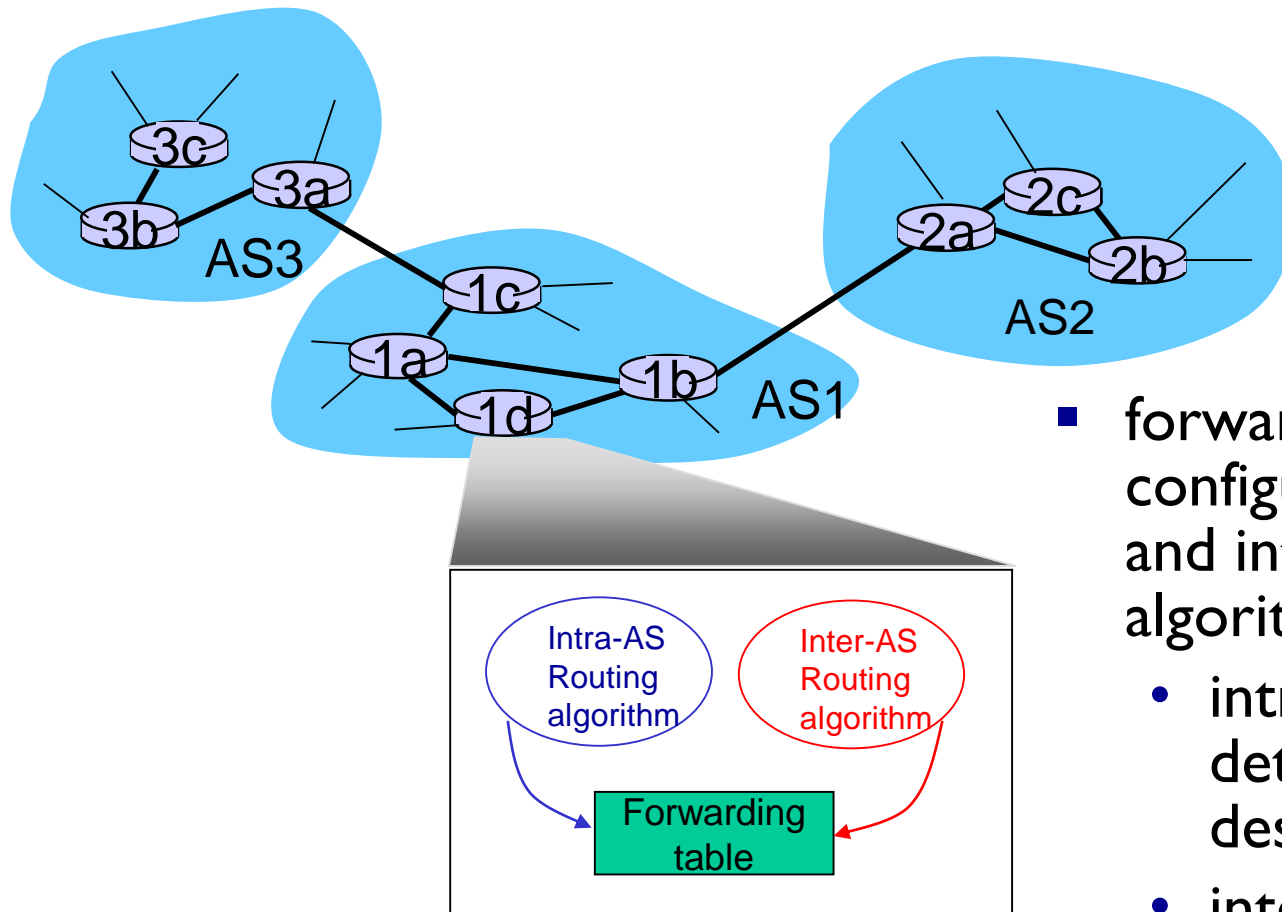 3c
3a
3b
AS3
2c
2a
2b
AS2
1c
1a
1b
1d
AS1
Intra-AS
Routing
algorithm
Inter-AS
Routing
algorithm
Forwarding
table
and